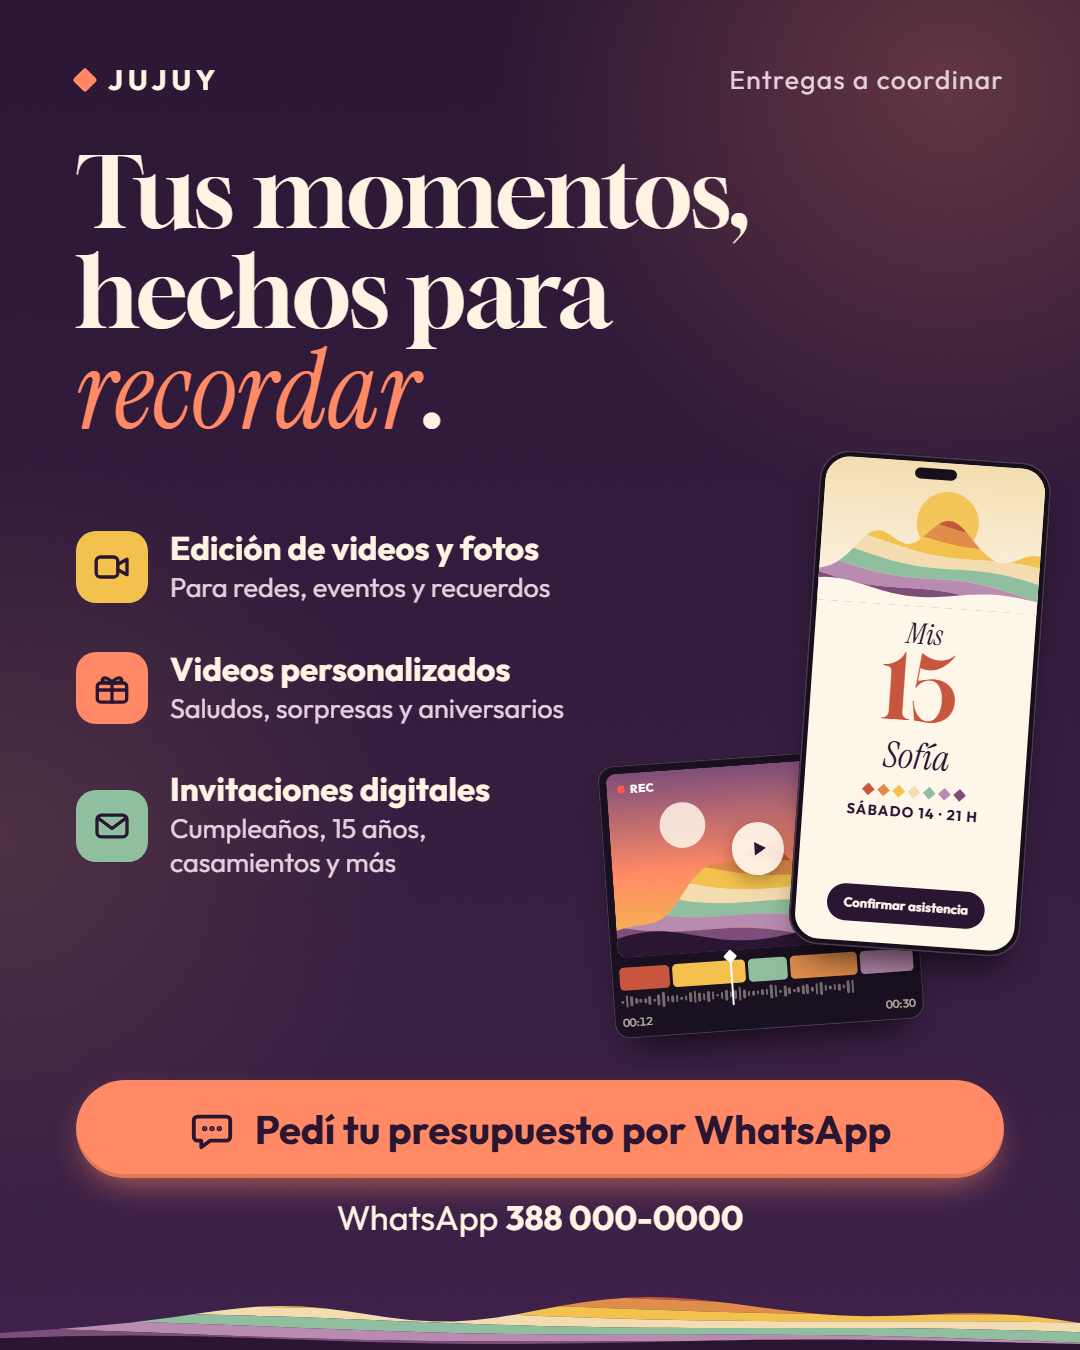 JUJUY
Entregas a coordinar
Tus momentos,
hechos para
recordar.
Edición de videos y fotos
Para redes, eventos y recuerdos
Videos personalizados
Saludos, sorpresas y aniversarios
Invitaciones digitales
Cumpleaños, 15 años,
casamientos y más
Mis
15
Sofía
SÁBADO 14 · 21 H
Confirmar asistencia
REC
00:12
00:30
Pedí tu presupuesto por WhatsApp
WhatsApp 388 000-0000